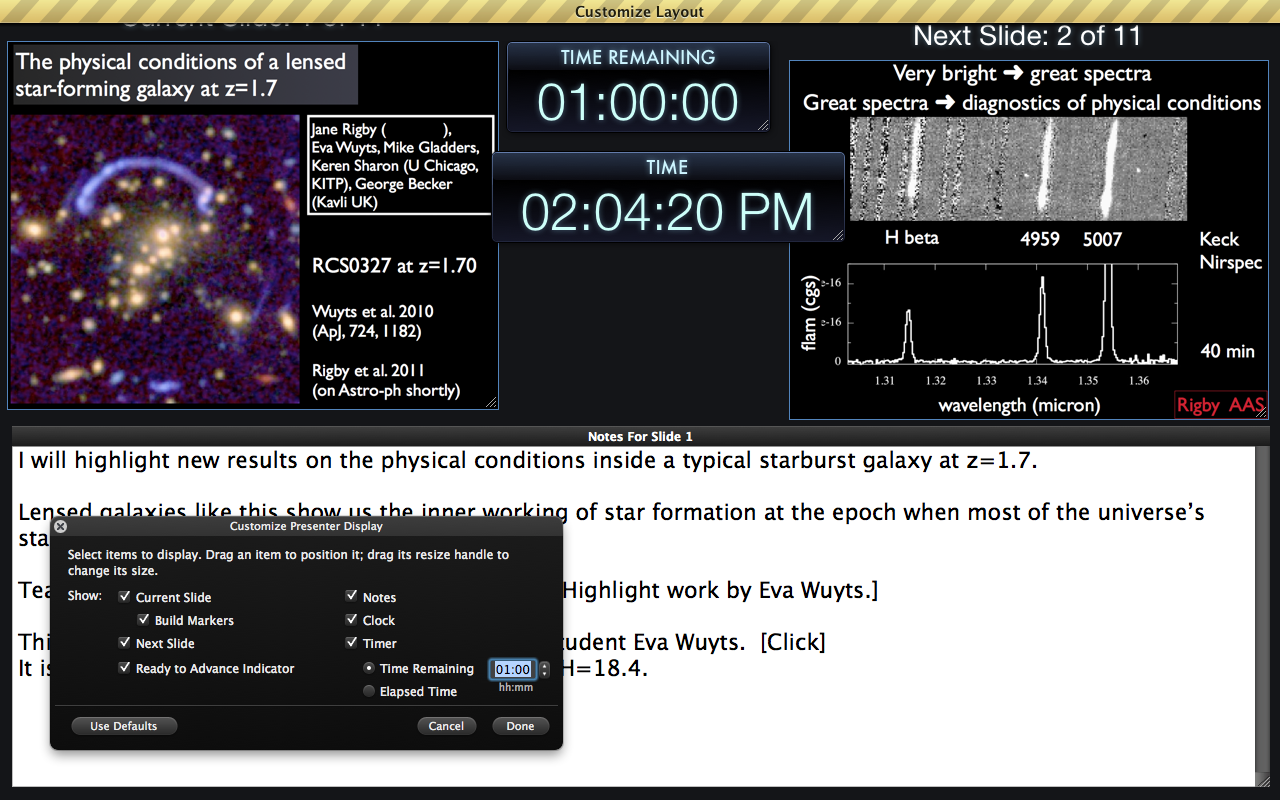 Customize Layout
Current Slide: 1 of 11
The physical conditions of a lensed
star-forming galaxy at z=1.7
Jane Rigby ( ),
Eva Wuyts, Mike Gladders,
Keren Sharon (U Chicago,
KITP), George Becker
(Kavli UK)
RCS0327 at z=1.70
Wuyts et al. 2010
(ApJ, 724, 1182)
Rigby et al. 2011
(on Astro-ph shortly)
TIME REMAINING
01:00:00
TIME
02:04:20 PM
Next Slide: 2 of 11
Very bright ➜ great spectra
Great spectra ➜ diagnostics of physical conditions
H beta 4959 5007
Keck
Nirspec
flam (cgs)
e-16
e-16
0
1.31 1.32 1.33 1.34 1.35 1.36
wavelength (micron)
40 min
Rigby AAS
Notes For Slide 1
I will highlight new results on the physical conditions inside a typical starburst galaxy at z=1.7.
Lensed galaxies like this show us the inner working of star formation at the epoch when most of the universe's
sta
Tea Highlight work by Eva Wuyts.]
Thi tudent Eva Wuyts. [Click]
It is H=18.4.
Customize Presenter Display
Select items to display. Drag an item to position it; drag its resize handle to
change its size.
Show:
Current Slide
Build Markers
Next Slide
Ready to Advance Indicator
Notes
Clock
Timer
Time Remaining 01:00
hh:mm
Elapsed Time
Use Defaults Cancel Done